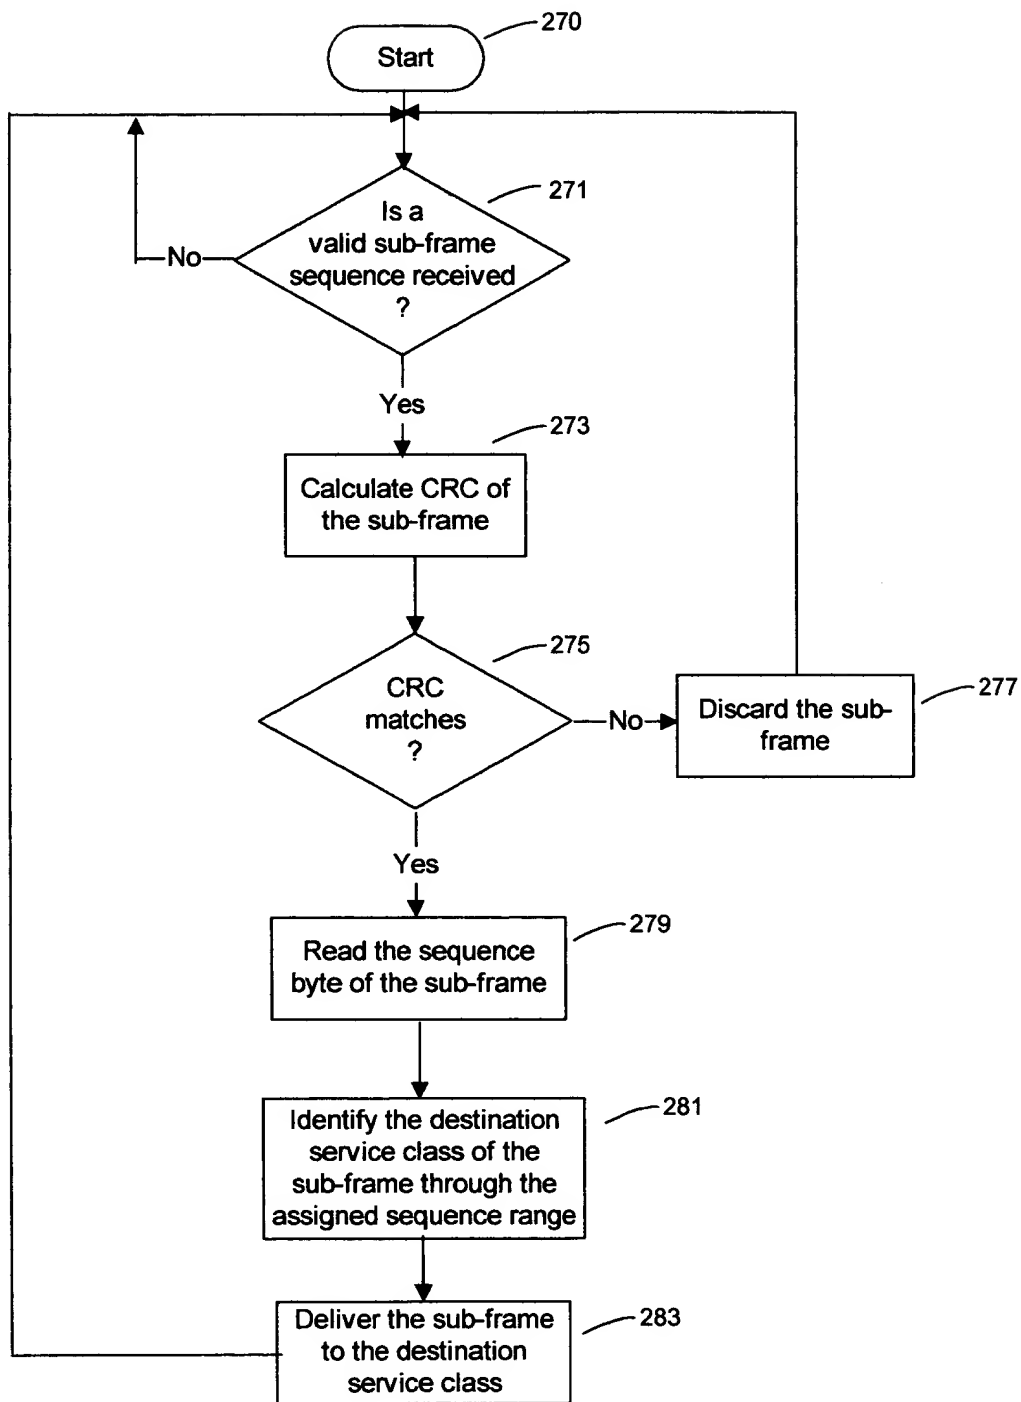 270
Start
271
Is a
valid sub-frame
sequence received
?
No
Yes
273
Calculate CRC of
the sub-frame
275
CRC
matches
?
No
277
Discard the sub-
frame
Yes
279
Read the sequence
byte of the sub-frame
281
Identify the destination
service class of the
sub-frame through the
assigned sequence range
283
Deliver the sub-frame
to the destination
service class